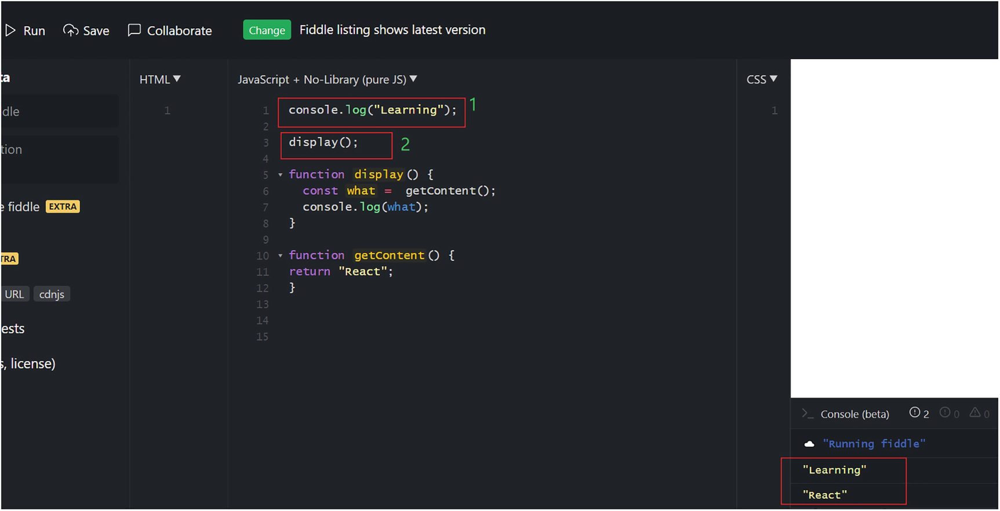 Run Save Collaborate Change Fiddle listing shows latest version
ta
dle
tion
e fiddle EXTRA
TRA
URL cdnjs
ests
s, license)
HTML
1
JavaScript + No-Library (pure JS)
1 console.log("Learning"); 1
2
3 display(); 2
4
5 function display() {
6 const what = getContent();
7 console.log(what);
8 }
9
10 function getContent() {
11 return "React";
12 }
13
14
15
CSS
1
>_ Console (beta) 2 0 0
"Running fiddle"
"Learning"
"React"